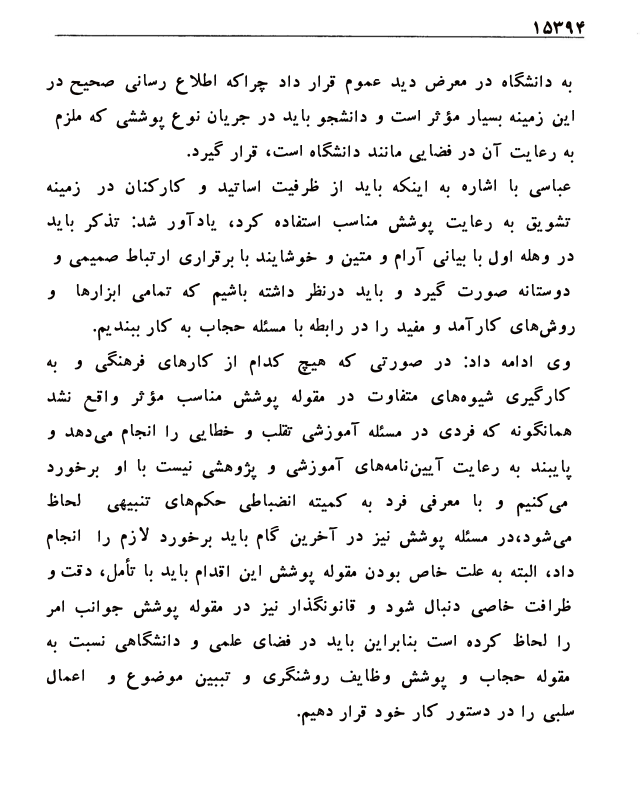 ۱۵۳۹۴
به دانشگاه در معرض دید عموم قرار داد چراکه اطلاع رسانی صحیح در
این زمینه بسیار مؤثر است و دانشجو باید در جریان نوع پوششی که ملزم
به رعایت آن در فضایی مانند دانشگاه است، قرار گیرد.
عباسی با اشاره به اینکه باید از ظرفیت اساتید و کارکنان در زمینه
تشویق به رعایت پوشش مناسب استفاده کرد، یادآور شد: تذکر باید
در وهله اول با بیانی آرام و متین و خوشایند با برقراری ارتباط صمیمی و
دوستانه صورت گیرد و باید درنظر داشته باشیم که تمامی ابزارها و
روش‌های کارآمد و مفید را در رابطه با مسئله حجاب به کار ببندیم.
وی ادامه داد: در صورتی که هیچ کدام از کارهای فرهنگی و به
کارگیری شیوه‌های متفاوت در مقوله پوشش مناسب مؤثر واقع نشد
همانگونه که فردی در مسئله آموزشی تقلب و خطایی را انجام می‌دهد و
پایبند به رعایت آیین‌نامه‌های آموزشی و پژوهشی نیست با او برخورد
می‌کنیم و با معرفی فرد به کمیته انضباطی حکم‌های تنبیهی لحاظ
می‌شود،در مسئله پوشش نیز در آخرین گام باید برخورد لازم را انجام
داد، البته به علت خاص بودن مقوله پوشش این اقدام باید با تأمل، دقت و
ظرافت خاصی دنبال شود و قانونگذار نیز در مقوله پوشش جوانب امر
را لحاظ کرده است بنابراین باید در فضای علمی و دانشگاهی نسبت به
مقوله حجاب و پوشش وظایف روشنگری و تبیین موضوع و اعمال
سلبی را در دستور کار خود قرار دهیم.